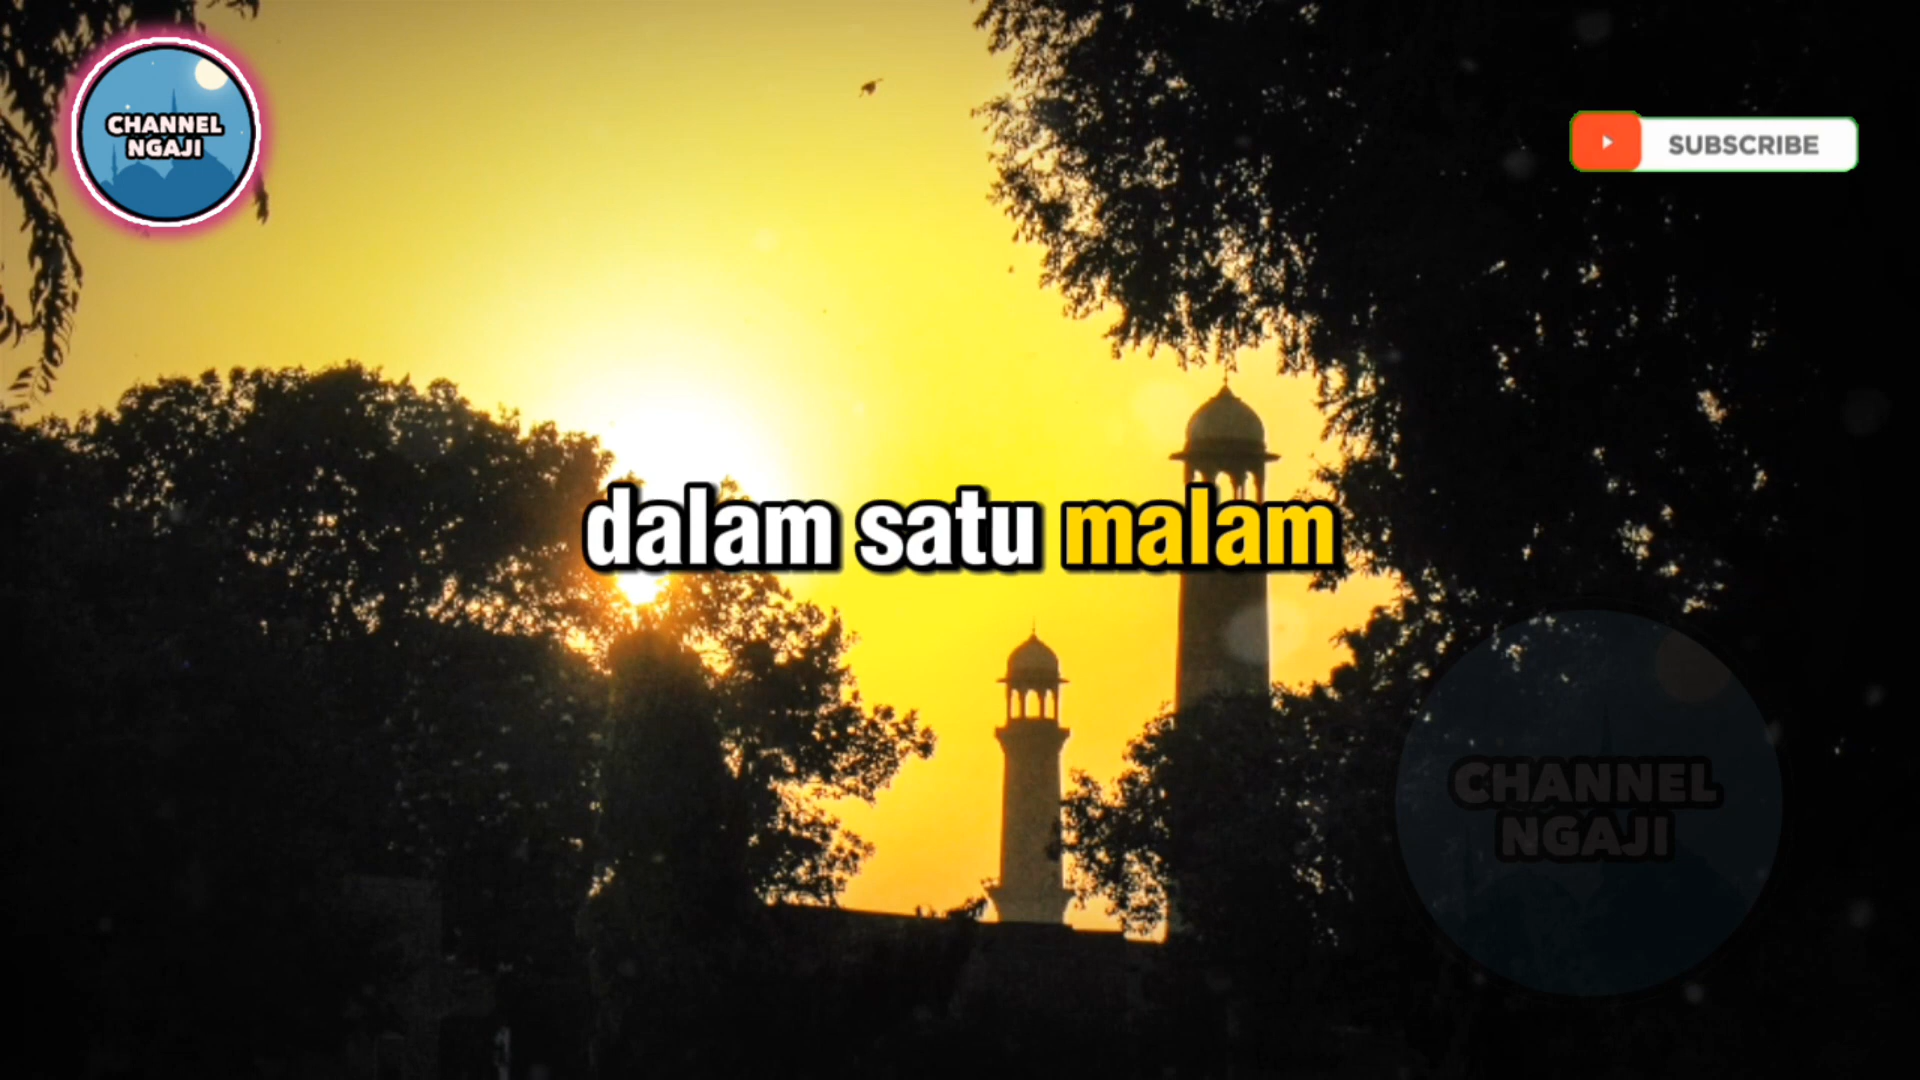 CHANNEL
NGAJI
SUBSCRIBE
dalam satu malam
CHANNEL
NGAJI